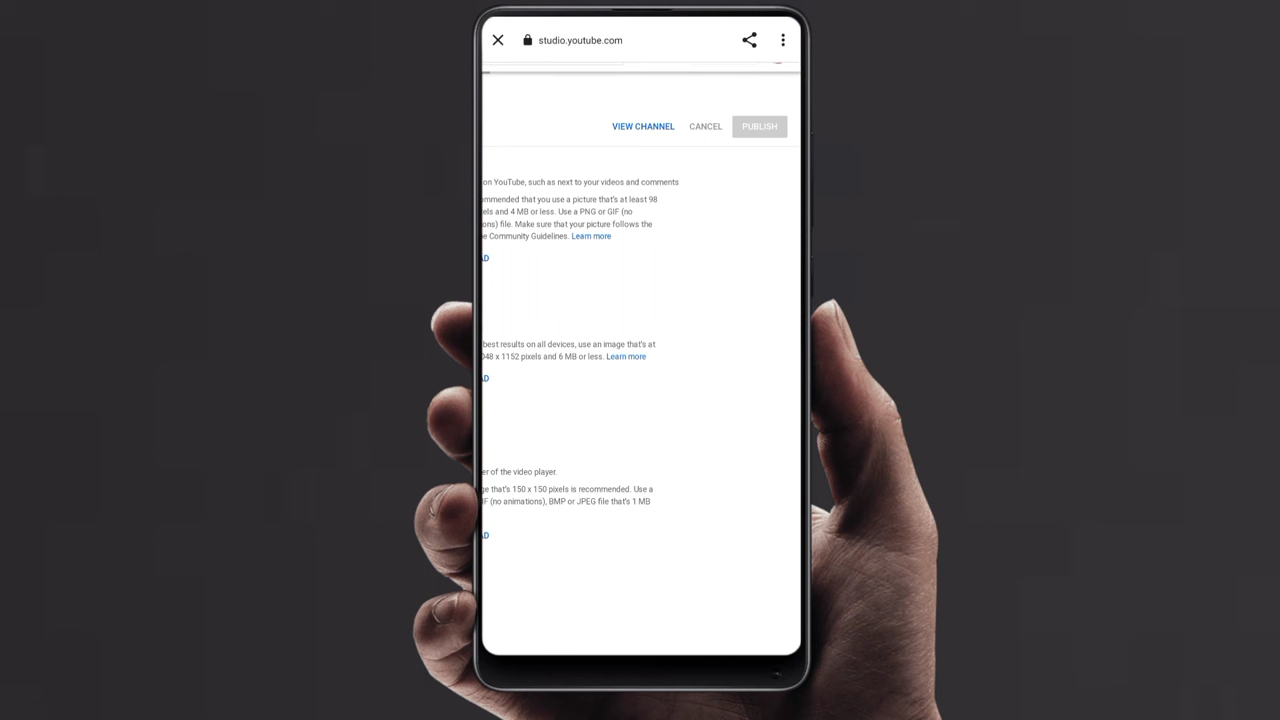 studio.youtube.com
VIEW CHANNEL CANCEL PUBLISH
on YouTube, such as next to your videos and comments
ommended that you use a picture that's at least 98
els and 4 MB or less. Use a PNG or GIF (no
ons) file. Make sure that your picture follows the
e Community Guidelines. Learn more
AD
best results on all devices, use an image that's at
048 x 1152 pixels and 6 MB or less. Learn more
AD
er of the video player.
ge that's 150 x 150 pixels is recommended. Use a
IF (no animations), BMP or JPEG file that's 1 MB
AD